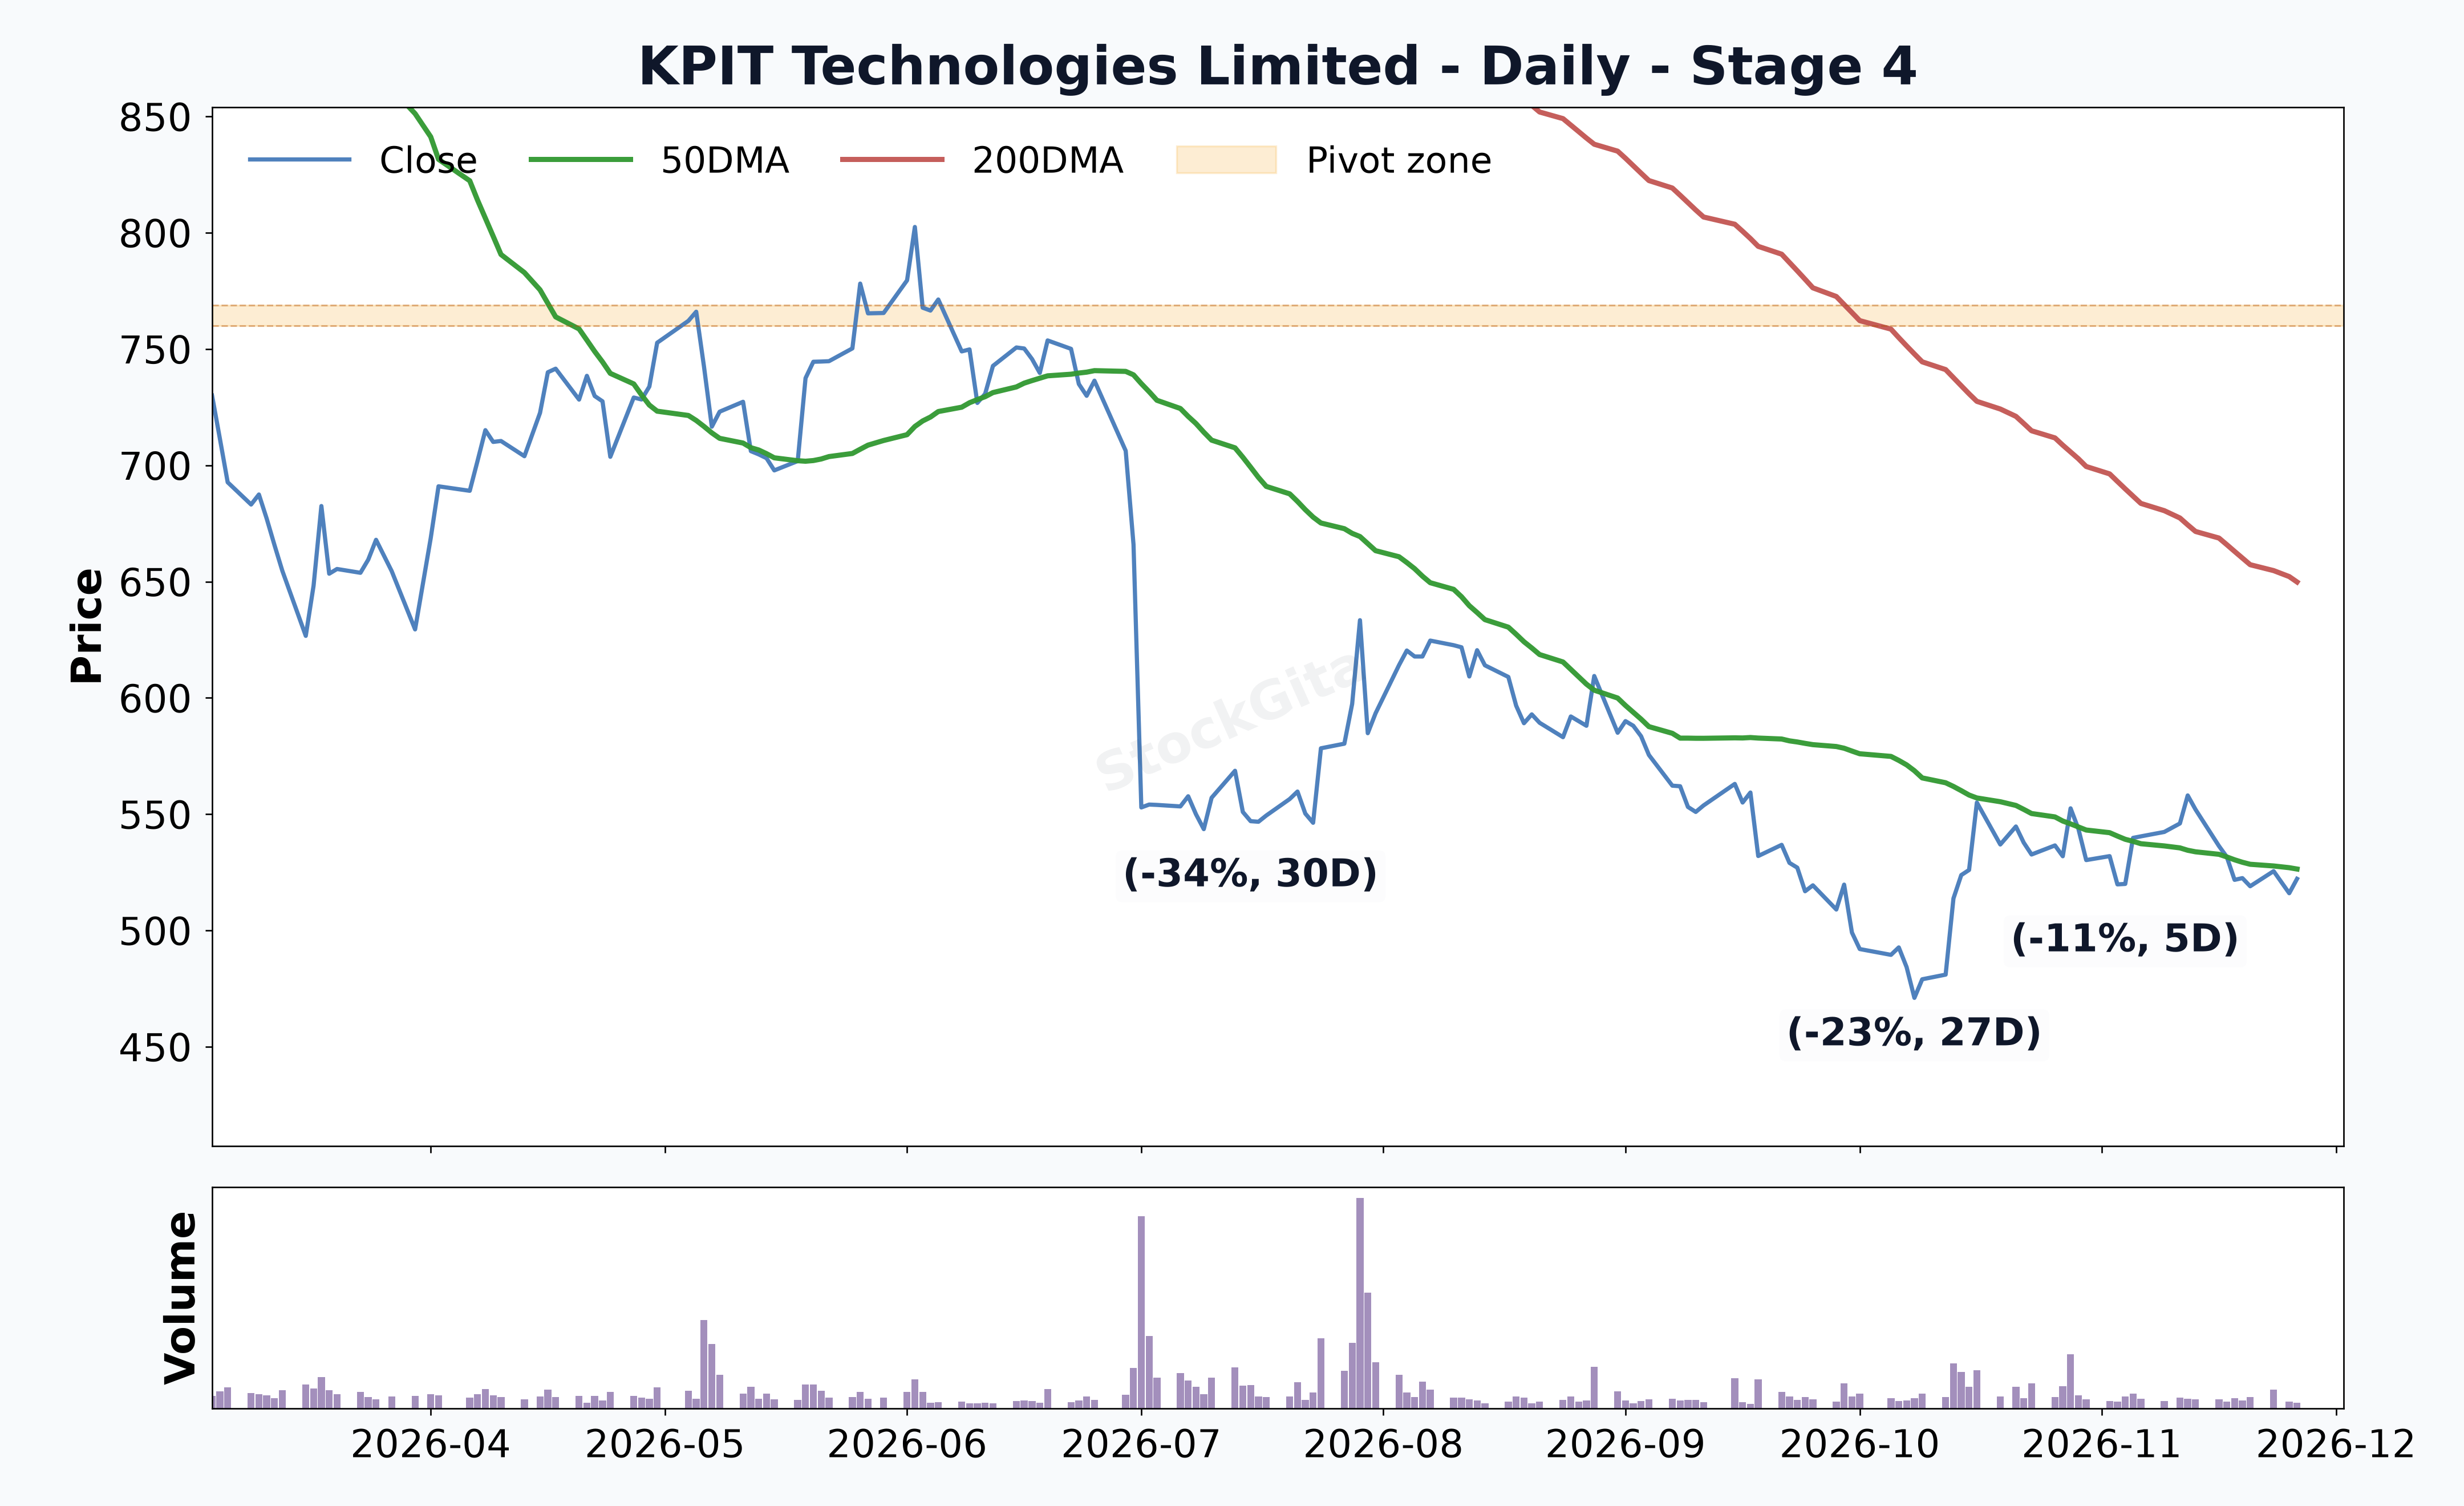 KPIT Technologies Limited - Daily - Stage 4
Close 50DMA 200DMA Pivot zone
850
800
750
700
650
600
550
500
450
Price
StockGita
(-34%, 30D)
(-11%, 5D)
(-23%, 27D)
Volume
2026-04 2026-05 2026-06 2026-07 2026-08 2026-09 2026-10 2026-11 2026-12